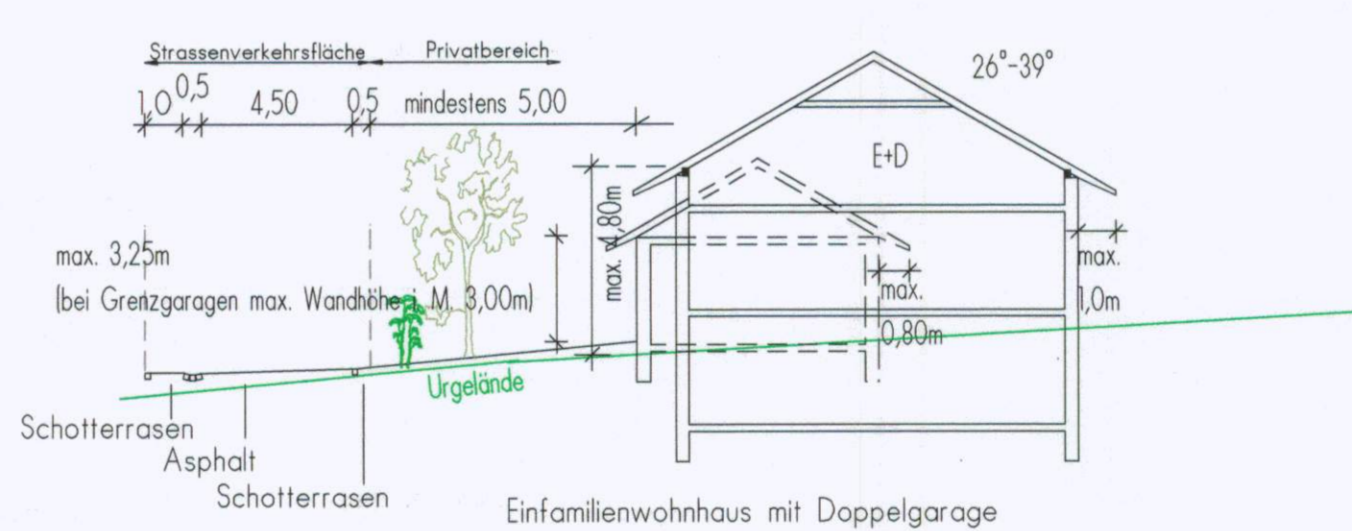 Strassenverkehrsfläche Privatbereich
1,0 0,5 4,50 0,5 mindestens 5,00
26°-39°
E+D
max. 4,80m
max. 3,25m
(bei Grenzgaragen max. Wandhöhe i. M. 3,00m)
max.
0,80m
max.
1,0m
Urgelände
Schotterrasen
Asphalt
Schotterrasen
Einfamilienwohnhaus mit Doppelgarage